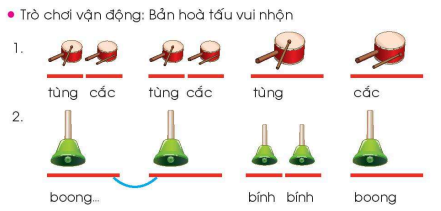 • Trò chơi vận động: Bản hoà tấu vui nhộn
1.
tùng cắc tùng cắc tùng cắc
2.
boong... bính bính boong